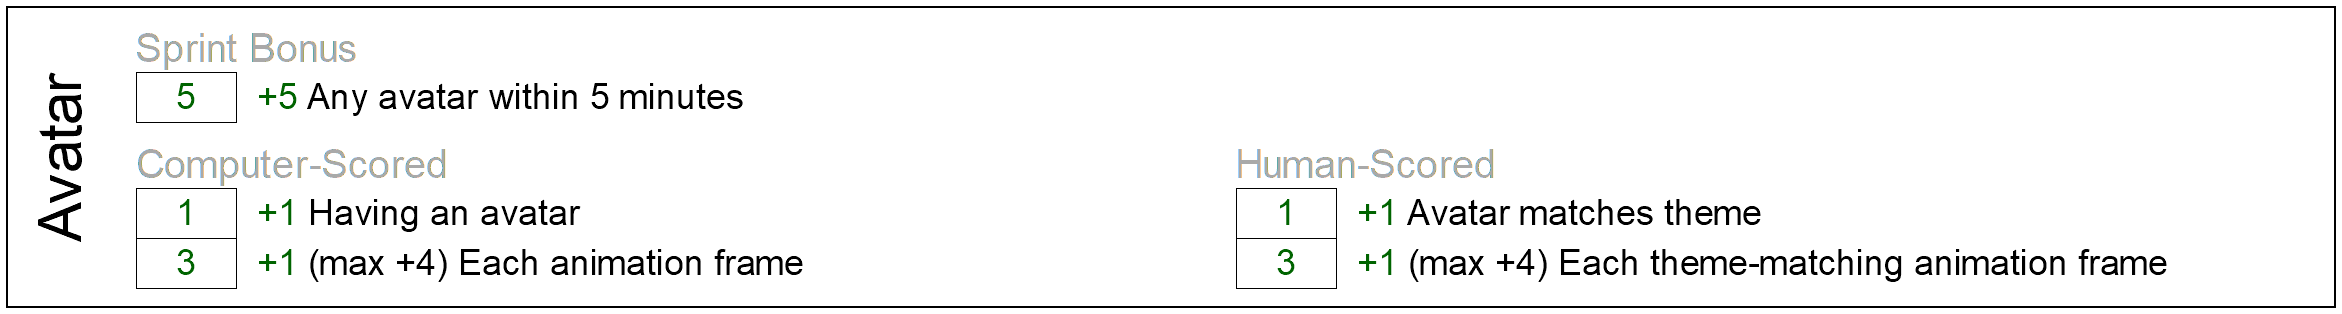 Avatar
Sprint Bonus
5 +5 Any avatar within 5 minutes
Computer-Scored
1 +1 Having an avatar
3 +1 (max +4) Each animation frame
Human-Scored
1 +1 Avatar matches theme
3 +1 (max +4) Each theme-matching animation frame